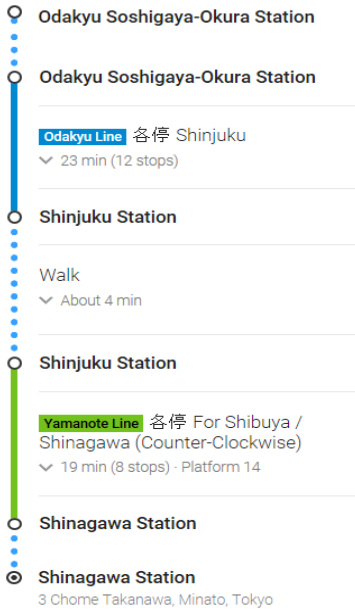 Odakyu Soshigaya-Okura Station
Odakyu Soshigaya-Okura Station
Odakyu Line 各停 Shinjuku
23 min (12 stops)
Shinjuku Station
Walk
About 4 min
Shinjuku Station
Yamanote Line 各停 For Shibuya /
Shinagawa (Counter-Clockwise)
19 min (8 stops) · Platform 14
Shinagawa Station
Shinagawa Station
3 Chome Takanawa, Minato, Tokyo